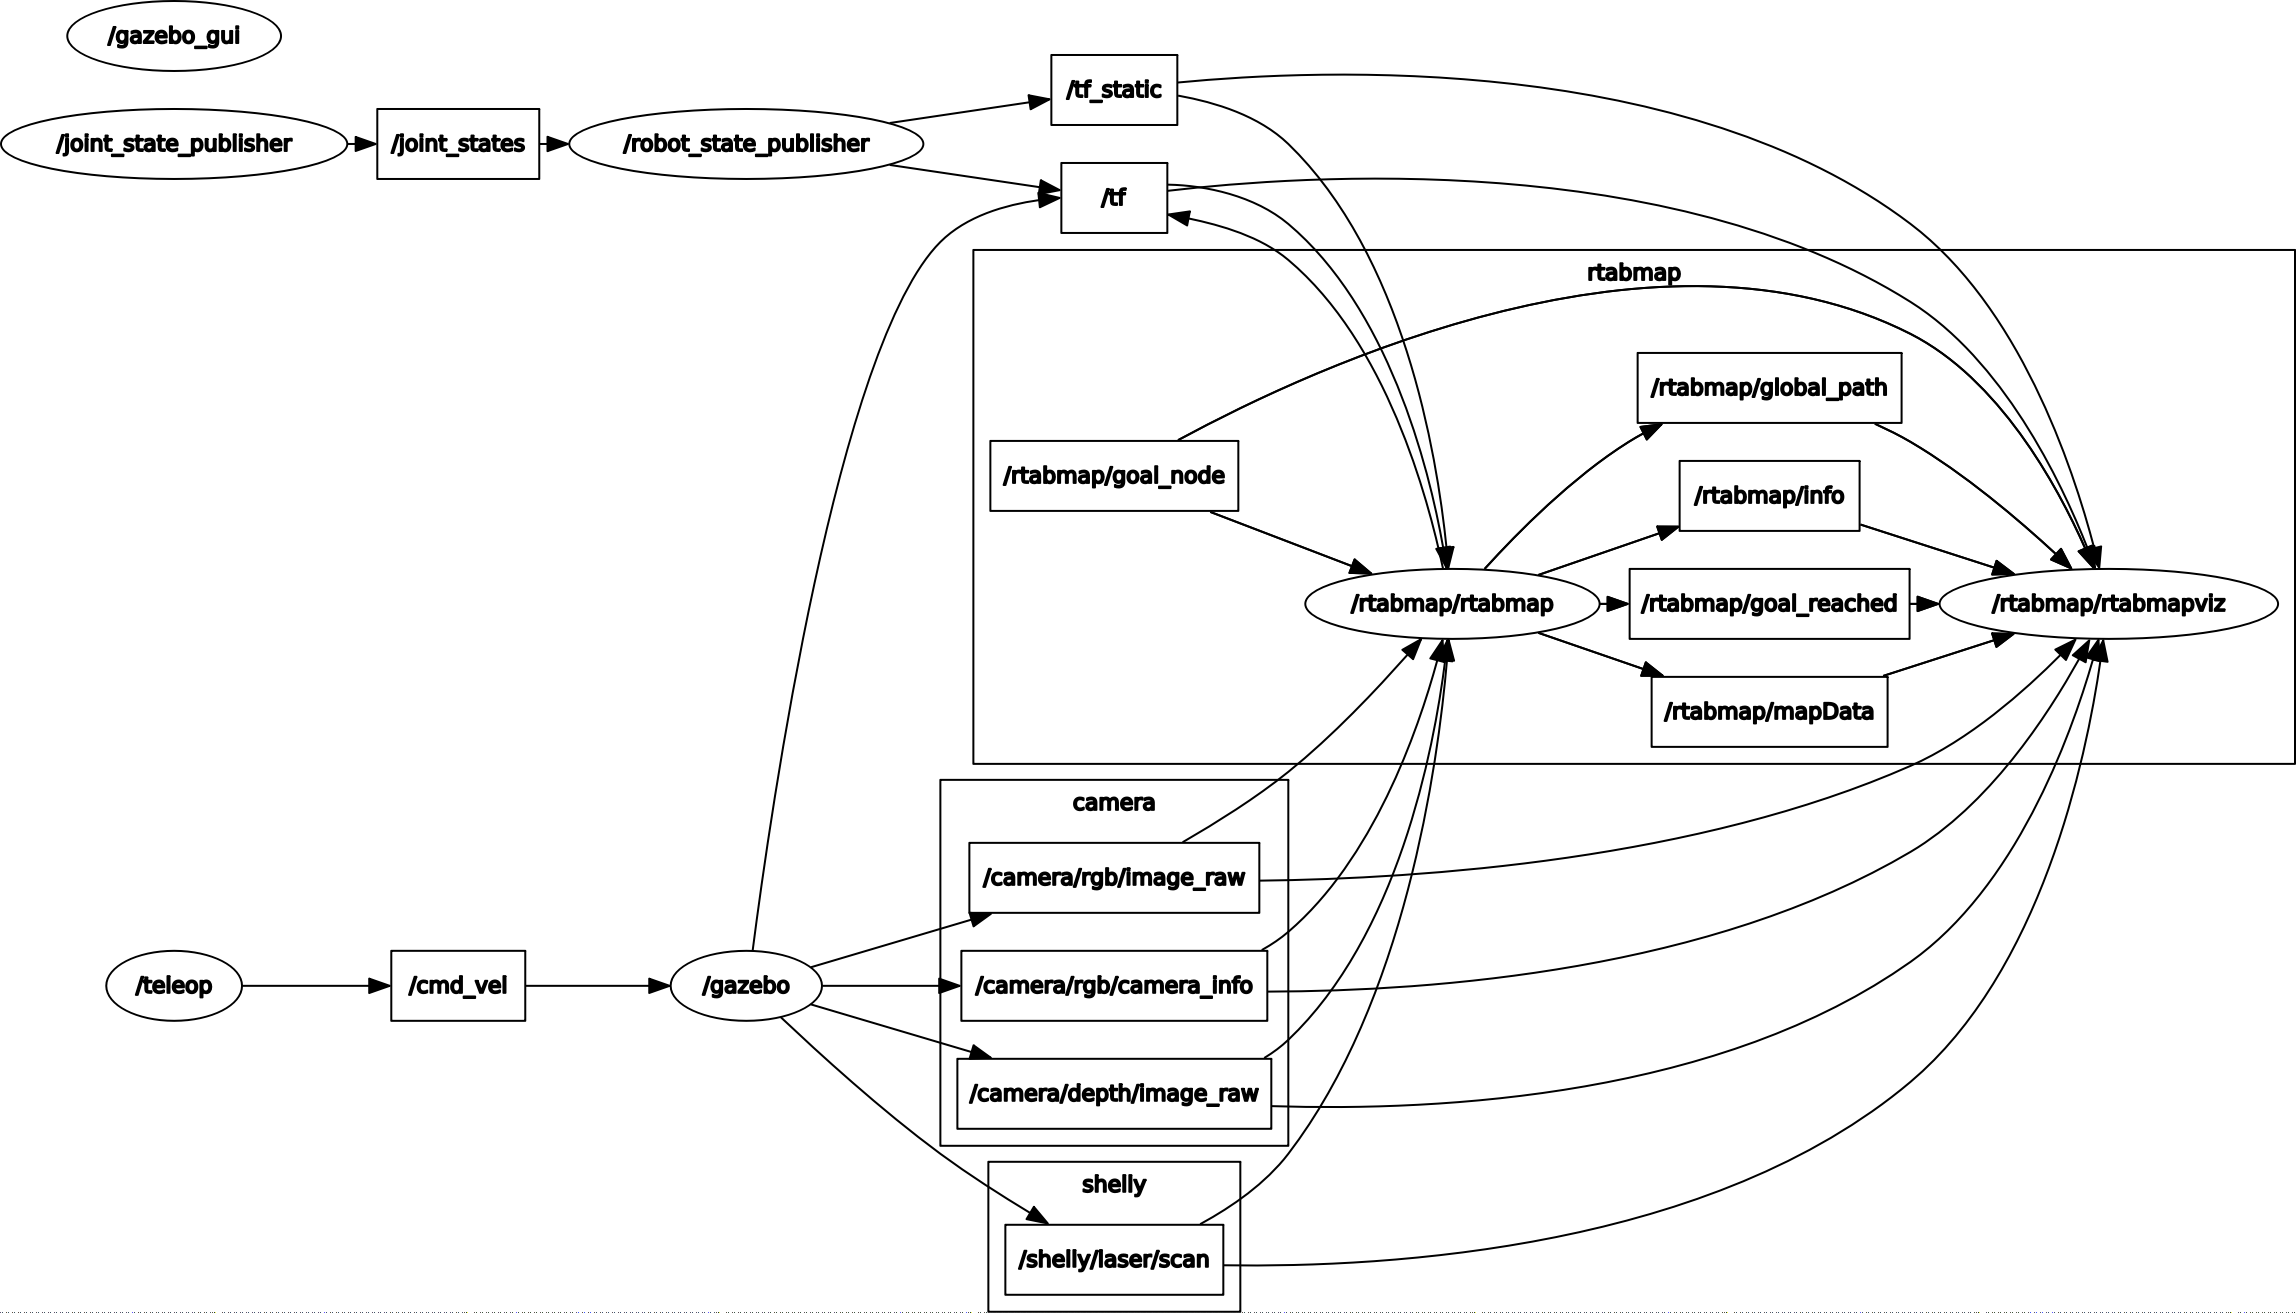 /gazebo_gui
/tf_static
/joint_state_publisher
/joint_states
/robot_state_publisher
/tf
rtabmap
/rtabmap/global_path
/rtabmap/goal_node
/rtabmap/info
/rtabmap/rtabmap
/rtabmap/goal_reached
/rtabmap/rtabmapviz
/rtabmap/mapData
camera
/camera/rgb/image_raw
/teleop
/cmd_vel
/gazebo
/camera/rgb/camera_info
/camera/depth/image_raw
shelly
/shelly/laser/scan